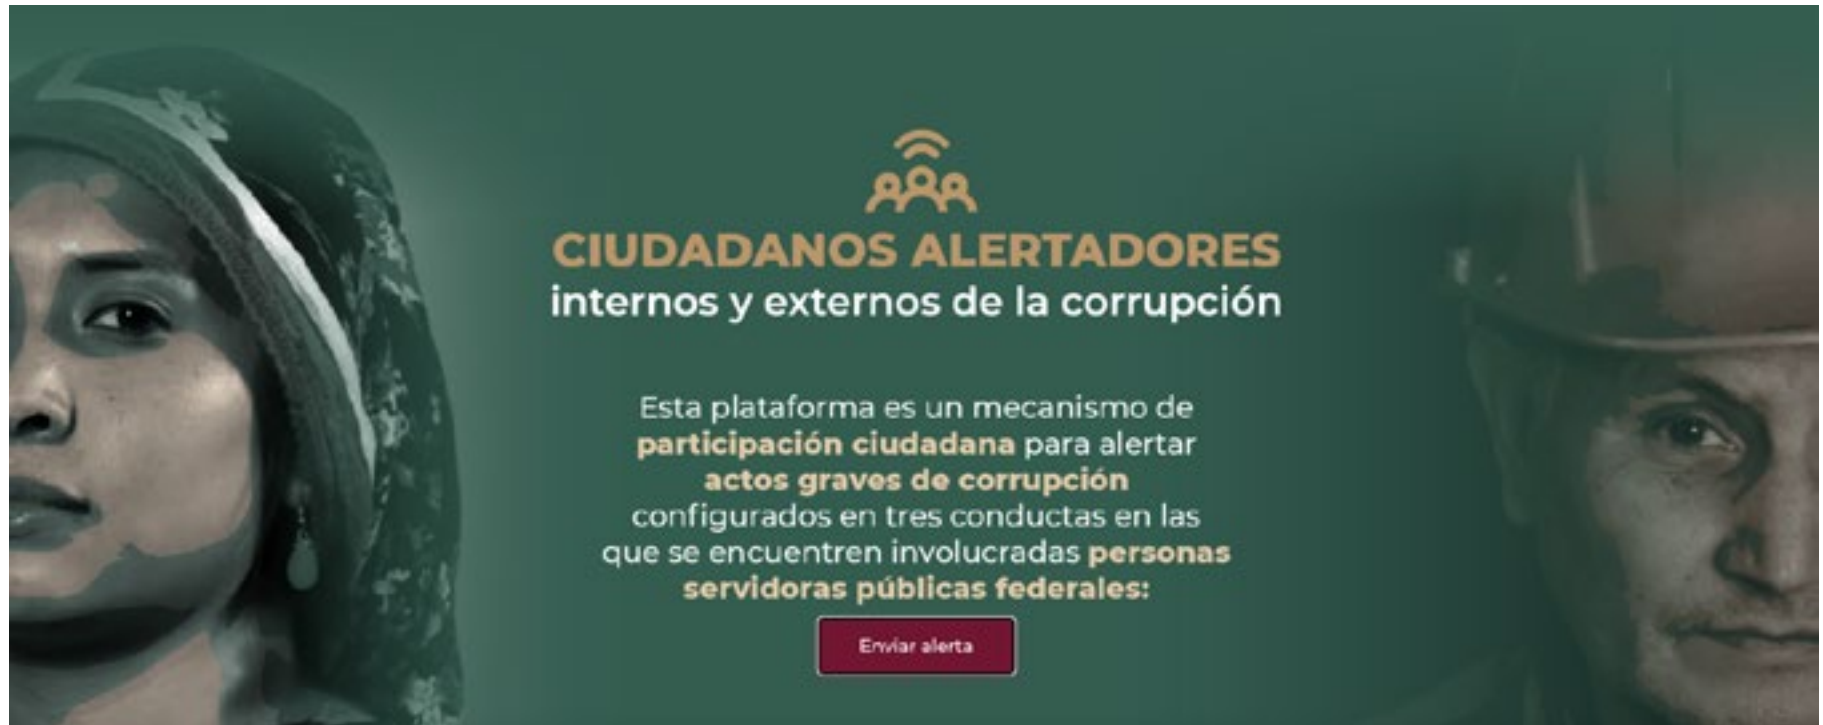 CIUDADANOS ALERTADORES
internos y externos de la corrupción
Esta plataforma es un mecanismo de
participación ciudadana para alertar
actos graves de corrupción
configurados en tres conductas en las
que se encuentren involucradas personas
servidoras públicas federales:
Enviar alerta